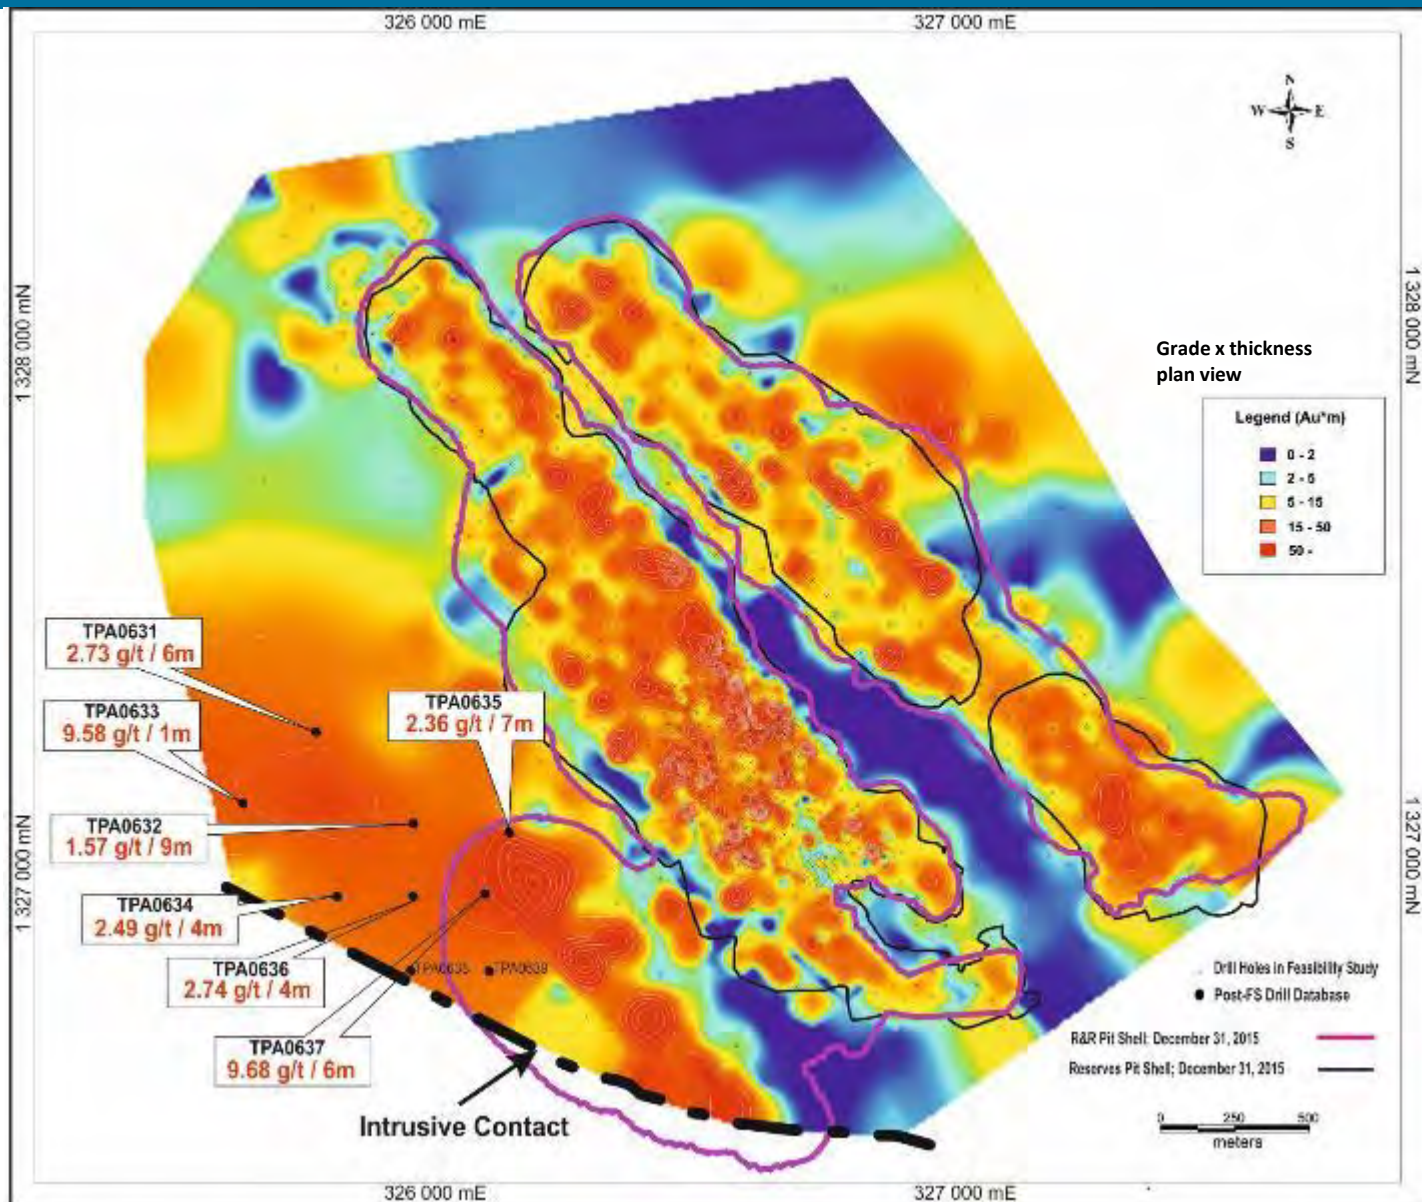 326 000 mE
327 000 mE
N
W E
S
1 328 000 mN
1 328 000 mN
Grade x thickness
plan view
Legend (Au*m)
0 - 2
2 - 5
5 - 15
15 - 50
50 -
TPA0631
2.73 g/t / 6m
TPA0633
9.58 g/t / 1m
TPA0635
2.36 g/t / 7m
TPA0632
1.57 g/t / 9m
1 327 000 mN
1 327 000 mN
TPA0634
2.49 g/t / 4m
TPA0636
2.74 g/t / 4m
TPA0635
TPA0639
TPA0637
9.68 g/t / 6m
Intrusive Contact
Drill Holes in Feasibility Study
Post-FS Drill Database
R&R Pit Shell; December 31, 2015
Reserves Pit Shell; December 31, 2015
0 250 500
meters
326 000 mE
327 000 mE